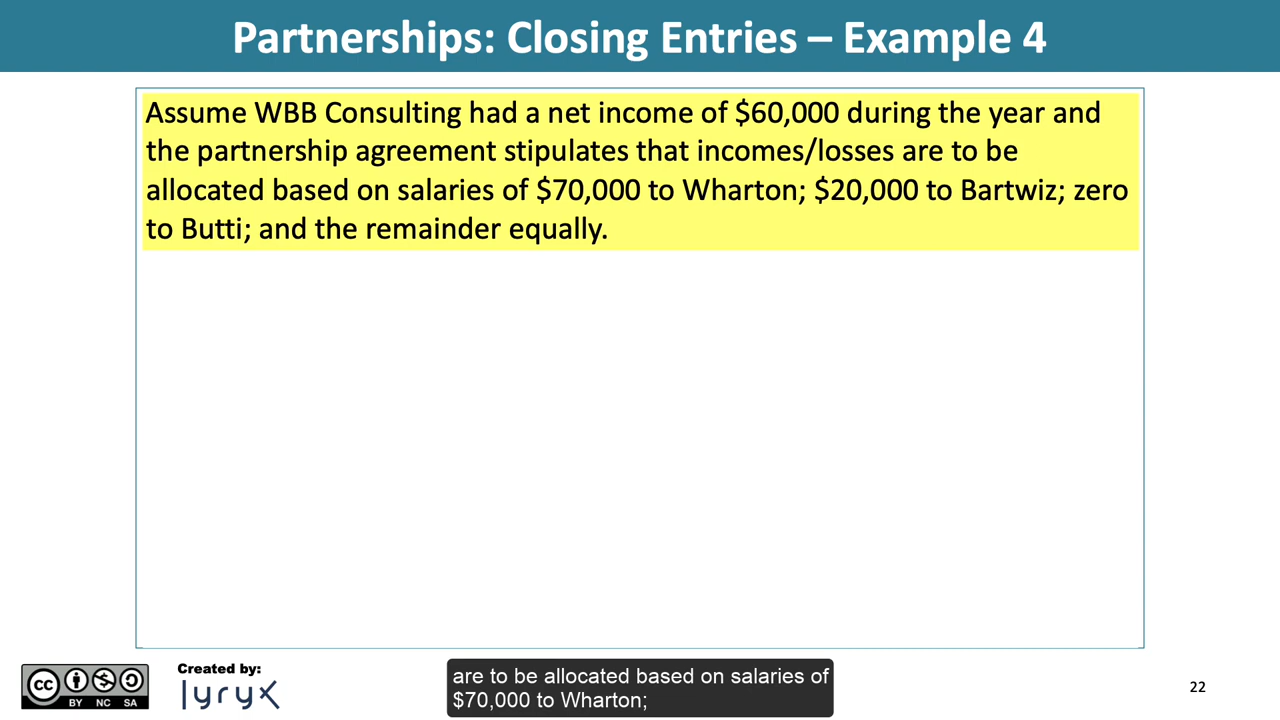 Partnerships: Closing Entries – Example 4
Assume WBB Consulting had a net income of $60,000 during the year and
the partnership agreement stipulates that incomes/losses are to be
allocated based on salaries of $70,000 to Wharton; $20,000 to Bartwiz; zero
to Butti; and the remainder equally.
cc BY NC SA
Created by:
lyryx
are to be allocated based on salaries of
$70,000 to Wharton;
22